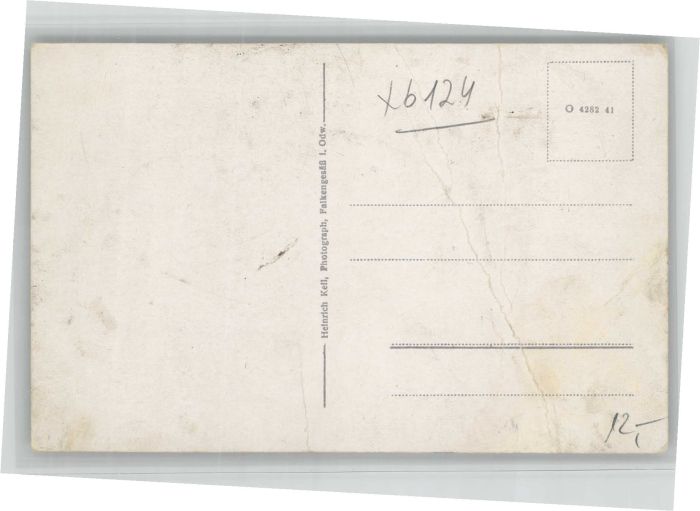 x6124
O 4282 41
Heinrich Keil, Photograph, Falkengesäß i. Odw.
12,-